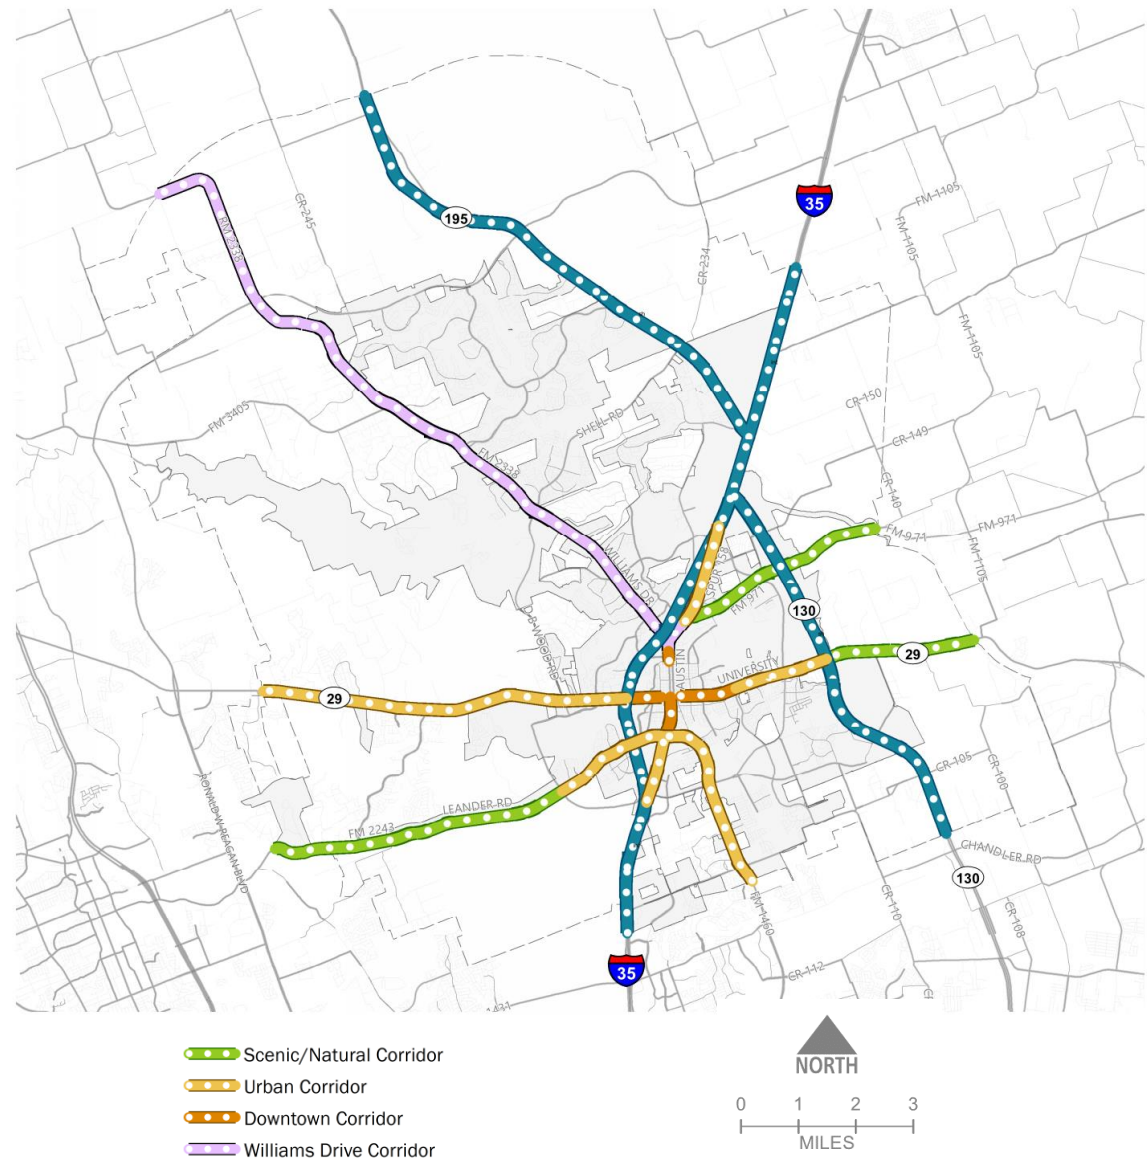 35
FM-1105
CR-245
195
RM 2338
FM-1105
CR-234
FM-1105
CR-150
FM 3405
SHELL RD
CR-149
FM-2338
CR-140
FM-971
FM-971
SPUR 158
FM-1105
WILLIAMS DR
FM-971
130
D B WOOD RD
29
AUSTIN
UNIVERSITY
29
CR-105
CR-100
RONALD W REAGAN BLVD
LEANDER RD
FM 2243
CHANDLER RD
130
FM-1460
CR-110
CR-108
35
CR-112
1431
Scenic/Natural Corridor
Urban Corridor
Downtown Corridor
Williams Drive Corridor
NORTH
0 1 2 3
MILES